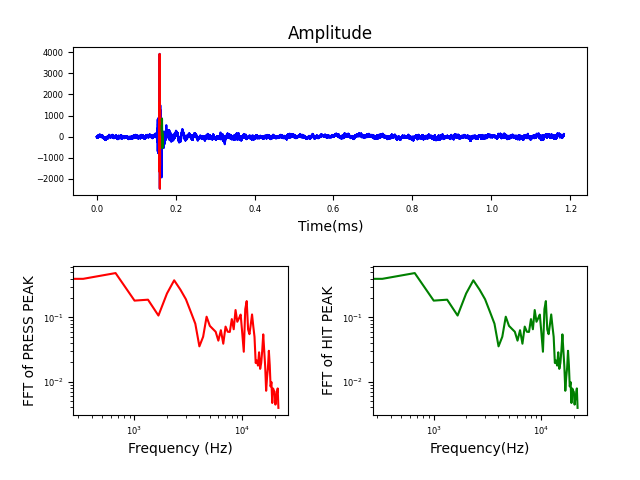 Amplitude
4000
3000
2000
1000
0
−1000
−2000
0.0 0.2 0.4 0.6 0.8 1.0 1.2
Time(ms)
FFT of PRESS PEAK
10⁻¹
10⁻²
10³ 10⁴
Frequency (Hz)
FFT of HIT PEAK
10⁻¹
10⁻²
10³ 10⁴
Frequency(Hz)